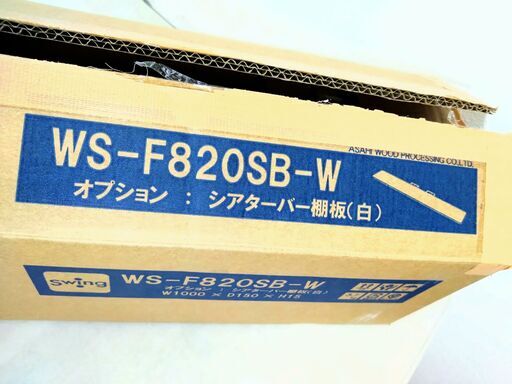 ASAHI WOOD PROCESSING CO.,LTD.
WS-F820SB-W
オプション : シアターバー棚板(白)
Swing
WS-F820SB-W
オプション : シアターバー棚板(白)
W1000 × D150 × H15